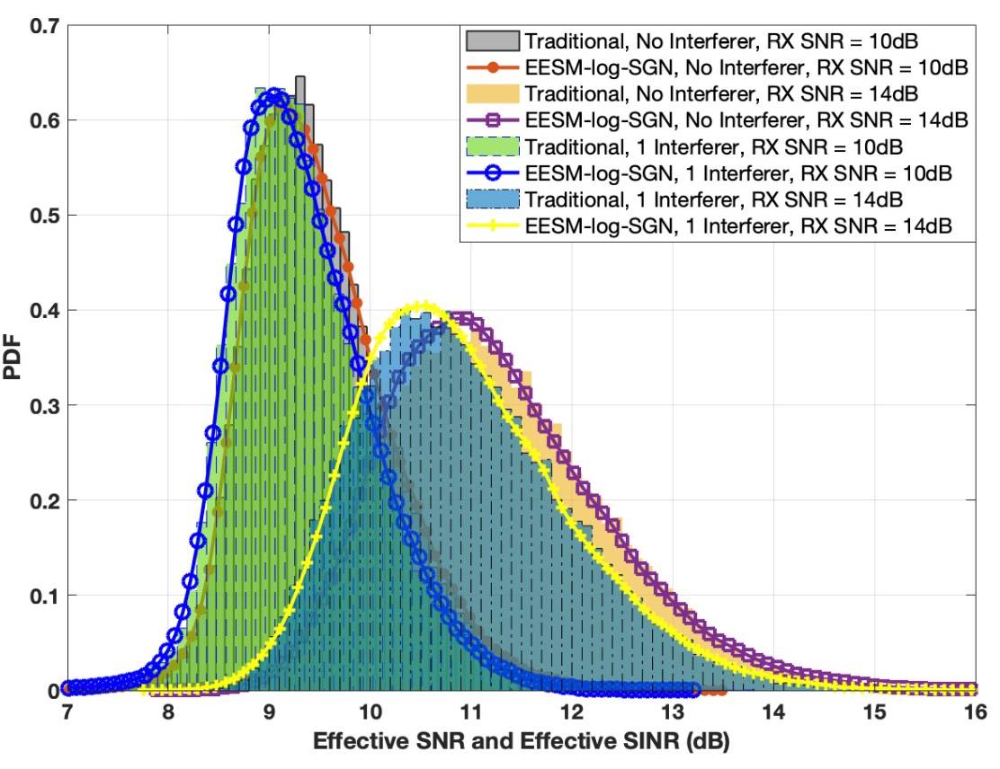 0.7
0.6
0.5
0.4
0.3
0.2
0.1
0
PDF
Traditional, No Interferer, RX SNR = 10dB
EESM-log-SGN, No Interferer, RX SNR = 10dB
Traditional, No Interferer, RX SNR = 14dB
EESM-log-SGN, No Interferer, RX SNR = 14dB
Traditional, 1 Interferer, RX SNR = 10dB
EESM-log-SGN, 1 Interferer, RX SNR = 10dB
Traditional, 1 Interferer, RX SNR = 14dB
EESM-log-SGN, 1 Interferer, RX SNR = 14dB
7 8 9 10 11 12 13 14 15 16
Effective SNR and Effective SINR (dB)